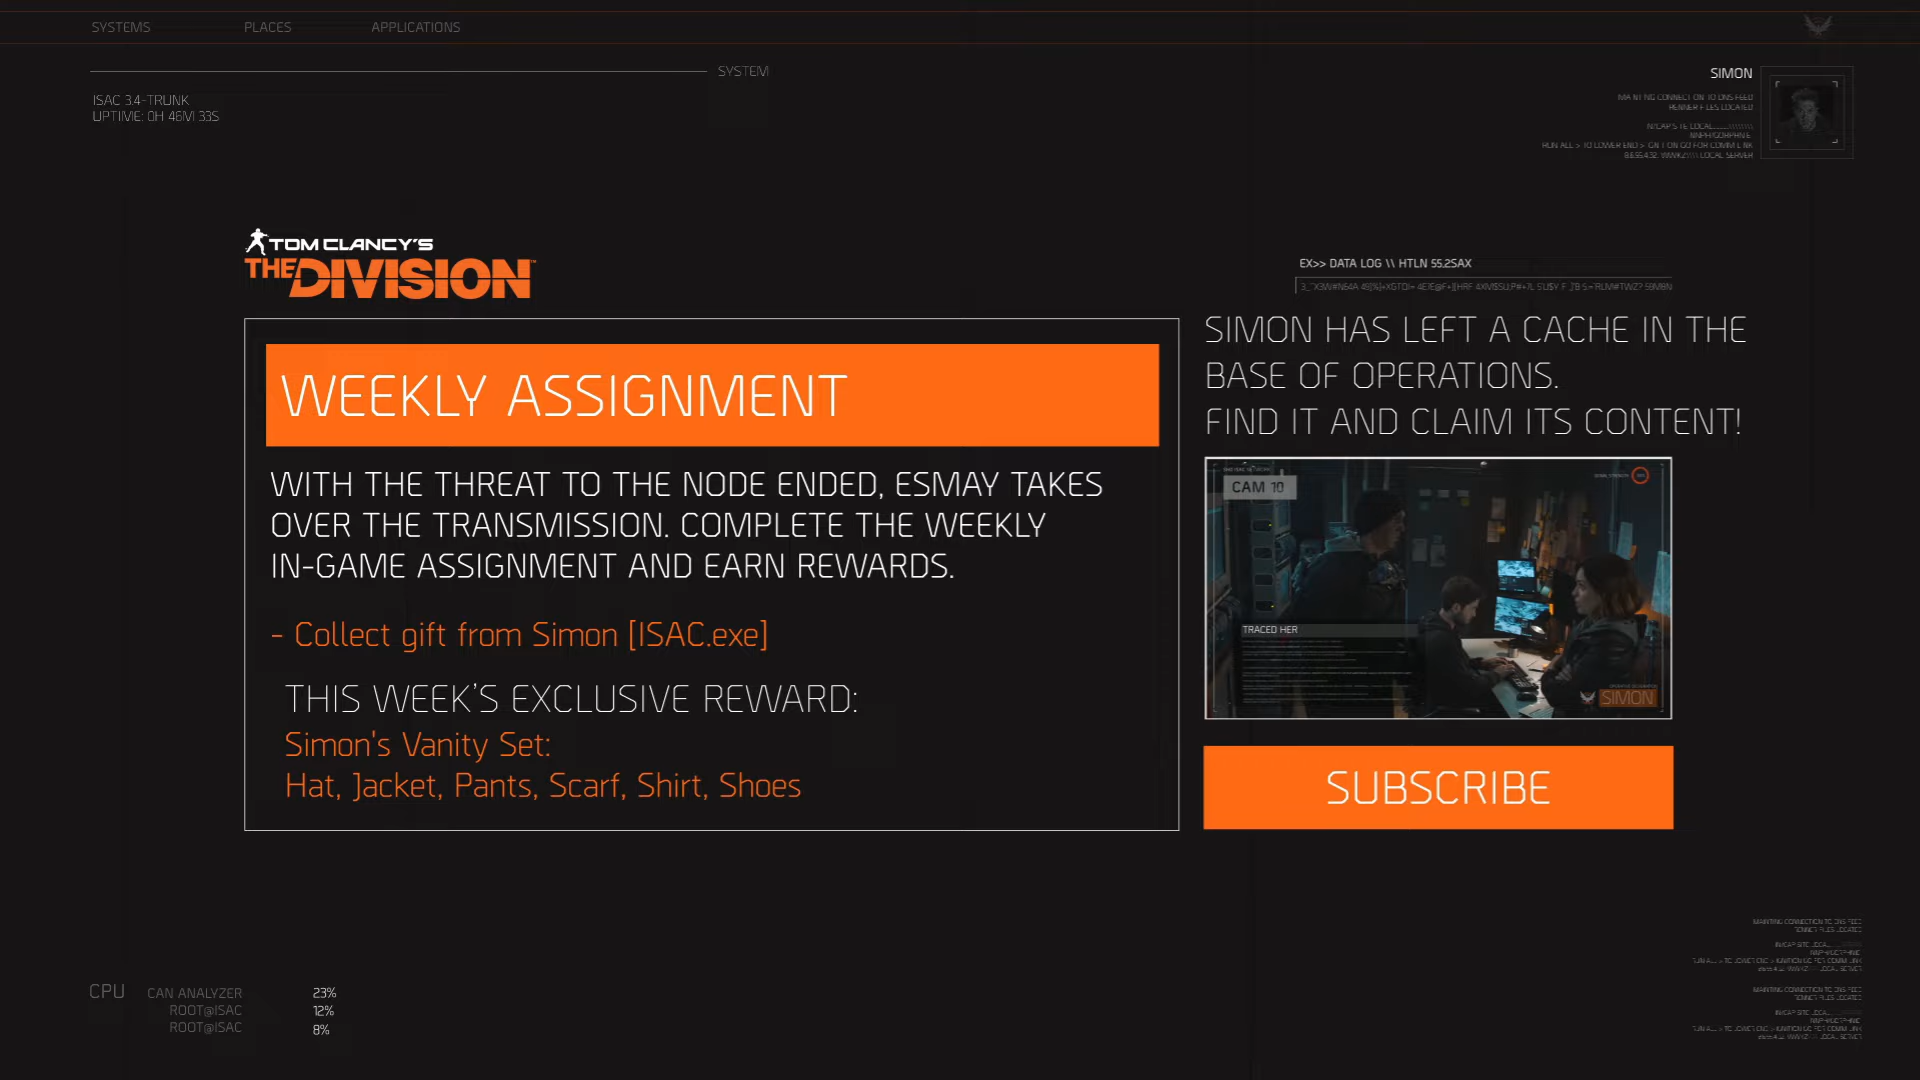 SYSTEMS
PLACES
APPLICATIONS
SYSTEM
ISAC 3.4-TRUNK
UPTIME: 0H 46M 33S
SIMON
TOM CLANCY'S
THE DIVISION
EX>> DATA LOG \\ HTLN 55.2SAX
WEEKLY ASSIGNMENT
WITH THE THREAT TO THE NODE ENDED, ESMAY TAKES
OVER THE TRANSMISSION. COMPLETE THE WEEKLY
IN-GAME ASSIGNMENT AND EARN REWARDS.
- Collect gift from Simon [ISAC.exe]
THIS WEEK'S EXCLUSIVE REWARD:
Simon's Vanity Set:
Hat, Jacket, Pants, Scarf, Shirt, Shoes
SIMON HAS LEFT A CACHE IN THE
BASE OF OPERATIONS.
FIND IT AND CLAIM ITS CONTENT!
CAM 10
TRACED HER
SIMON
SUBSCRIBE
CPU
CAN ANALYZER 23%
ROOT@ISAC 12%
ROOT@ISAC 8%